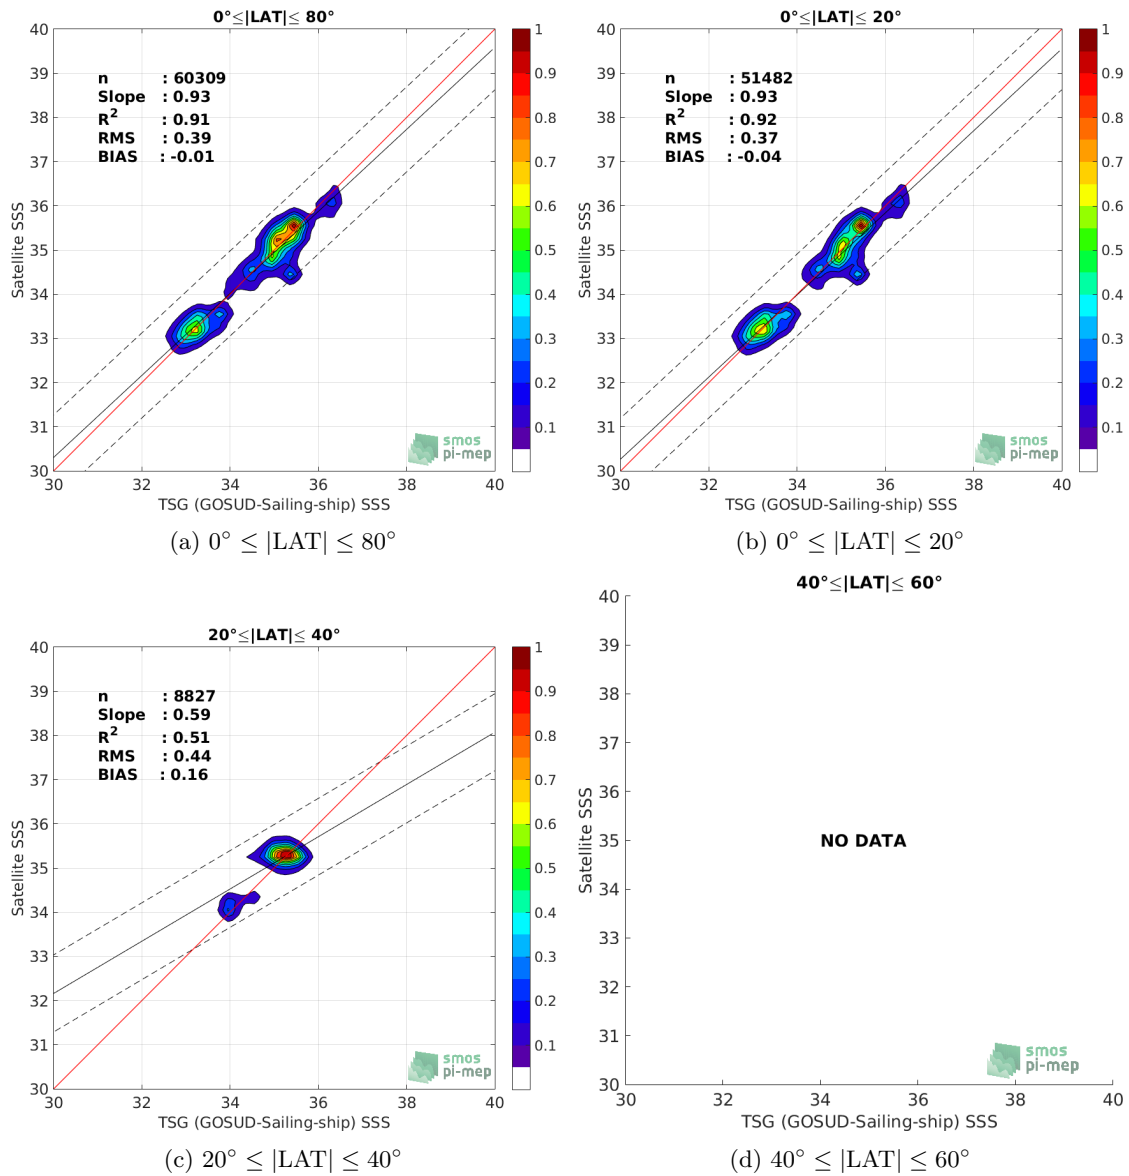 0°≤|LAT|≤ 80°
40
39
38
37
36
35
34
33
32
31
30
Satellite SSS
n : 60309
Slope : 0.93
R2 : 0.91
RMS : 0.39
BIAS : -0.01
smos
pi-mep
30 32 34 36 38 40
TSG (GOSUD-Sailing-ship) SSS
1
0.9
0.8
0.7
0.6
0.5
0.4
0.3
0.2
0.1
(a) 0° ≤ |LAT| ≤ 80°
0°≤|LAT|≤ 20°
40
39
38
37
36
35
34
33
32
31
30
Satellite SSS
n : 51482
Slope : 0.93
R2 : 0.92
RMS : 0.37
BIAS : -0.04
smos
pi-mep
30 32 34 36 38 40
TSG (GOSUD-Sailing-ship) SSS
1
0.9
0.8
0.7
0.6
0.5
0.4
0.3
0.2
0.1
(b) 0° ≤ |LAT| ≤ 20°
20°≤|LAT|≤ 40°
40
39
38
37
36
35
34
33
32
31
30
Satellite SSS
n : 8827
Slope : 0.59
R2 : 0.51
RMS : 0.44
BIAS : 0.16
smos
pi-mep
30 32 34 36 38 40
TSG (GOSUD-Sailing-ship) SSS
1
0.9
0.8
0.7
0.6
0.5
0.4
0.3
0.2
0.1
(c) 20° ≤ |LAT| ≤ 40°
40°≤|LAT|≤ 60°
40
39
38
37
36
35
34
33
32
31
30
Satellite SSS
NO DATA
smos
pi-mep
30 32 34 36 38 40
TSG (GOSUD-Sailing-ship) SSS
(d) 40° ≤ |LAT| ≤ 60°